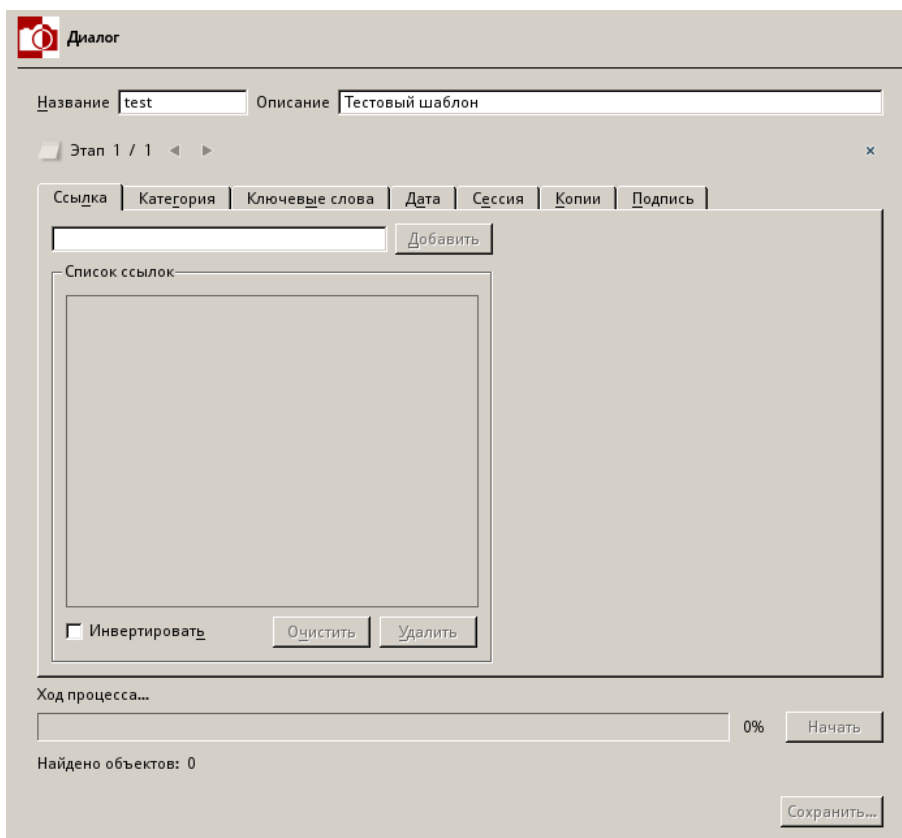 Диалог
Название test Описание Тестовый шаблон
Этап 1 / 1
Ссылка Категория Ключевые слова Дата Сессия Копии Подпись
Добавить
Список ссылок
Инвертировать Очистить Удалить
Ход процесса...
0% Начать
Найдено объектов: 0
Сохранить...